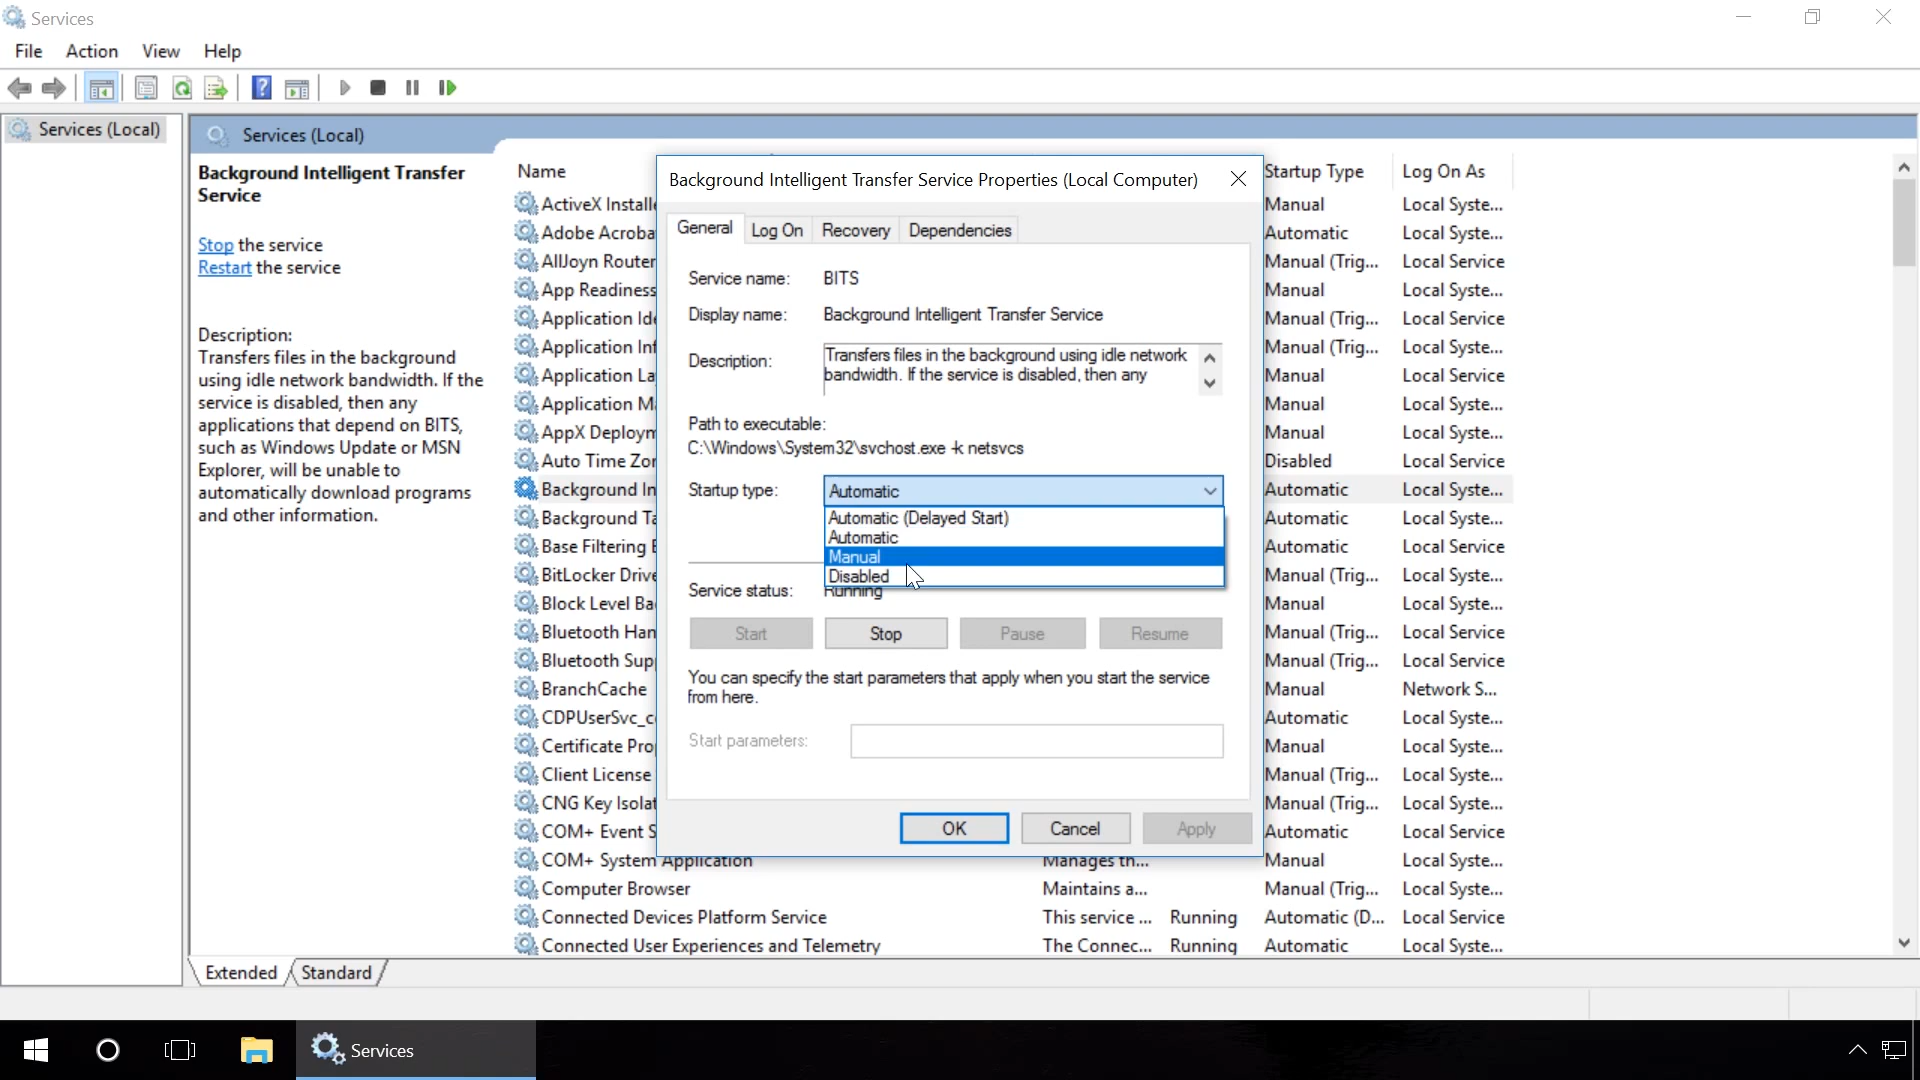 Services
File Action View Help
Services (Local)
Services (Local)
Background Intelligent Transfer
Service
Stop the service
Restart the service
Description:
Transfers files in the background
using idle network bandwidth. If the
service is disabled, then any
applications that depend on BITS,
such as Windows Update or MSN
Explorer, will be unable to
automatically download programs
and other information.
Name Startup Type Log On As
ActiveX Installe Manual Local Syste...
Adobe Acroba Automatic Local Syste...
AllJoyn Router Manual (Trig... Local Service
App Readiness Manual Local Syste...
Application Ide Manual (Trig... Local Service
Application Inf Manual (Trig... Local Syste...
Application La Manual Local Service
Application M Manual Local Syste...
AppX Deploym Manual Local Syste...
Auto Time Zon Disabled Local Service
Background In Automatic Local Syste...
Background Ta Automatic Local Syste...
Base Filtering E Automatic Local Service
BitLocker Drive Manual (Trig... Local Syste...
Block Level Ba Manual Local Syste...
Bluetooth Han Manual (Trig... Local Service
Bluetooth Sup Manual (Trig... Local Service
BranchCache Manual Network S...
CDPUserSvc_c Automatic Local Syste...
Certificate Pro Manual Local Syste...
Client License Manual (Trig... Local Syste...
CNG Key Isolat Manual (Trig... Local Syste...
COM+ Event S Automatic Local Service
COM+ System Application Manages th... Manual Local Syste...
Computer Browser Maintains a... Manual (Trig... Local Syste...
Connected Devices Platform Service This service ... Running Automatic (D... Local Service
Connected User Experiences and Telemetry The Connec... Running Automatic Local Syste...
Background Intelligent Transfer Service Properties (Local Computer)
General Log On Recovery Dependencies
Service name: BITS
Display name: Background Intelligent Transfer Service
Description: Transfers files in the background using idle network
bandwidth. If the service is disabled, then any
Path to executable:
C:\Windows\System32\svchost.exe -k netsvcs
Startup type: Automatic
Automatic (Delayed Start)
Automatic
Manual
Disabled
Service status: Running
Start Stop Pause Resume
You can specify the start parameters that apply when you start the service
from here.
Start parameters:
OK Cancel Apply
Extended Standard
Services